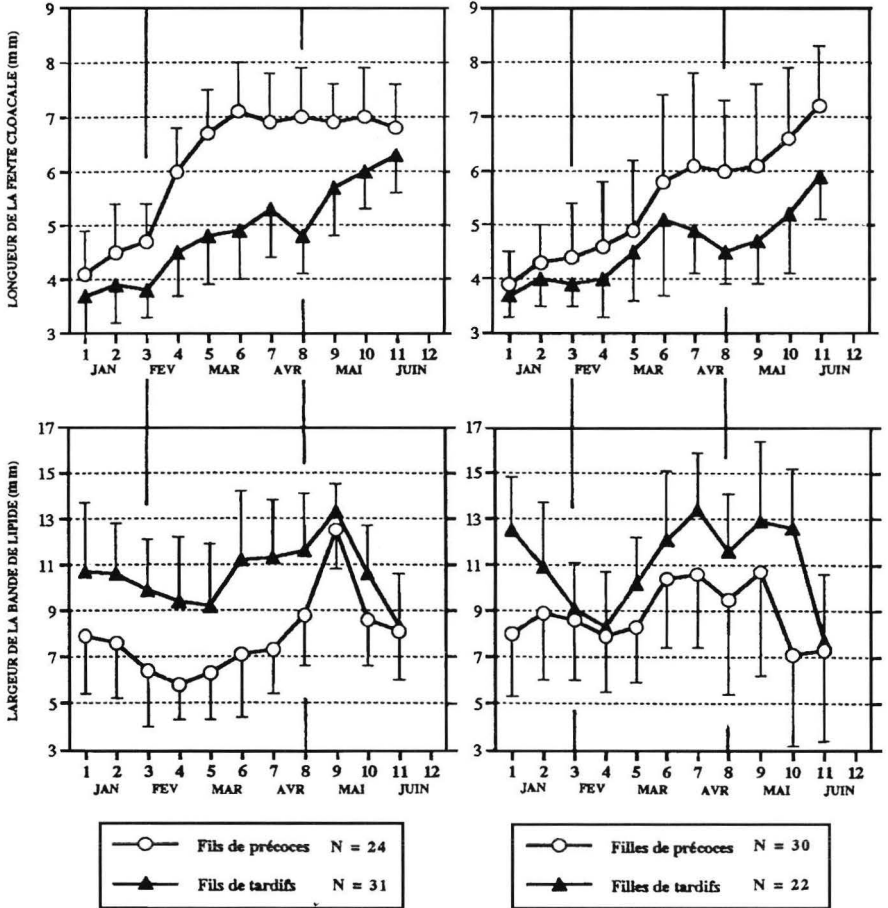 LONGUEUR DE LA FENTE CLOACALE (mm)
9
8
7
6
5
4
3
1 2 3 4 5 6 7 8 9 10 11 12
JAN FEV MAR AVR MAI JUIN
9
8
7
6
5
4
3
1 2 3 4 5 6 7 8 9 10 11 12
JAN FEV MAR AVR MAI JUIN
LARGEUR DE LA BANDE DE LIPIDE (mm)
17
15
13
11
9
7
5
3
1 2 3 4 5 6 7 8 9 10 11 12
JAN FEV MAR AVR MAI JUIN
17
15
13
11
9
7
5
3
1 2 3 4 5 6 7 8 9 10 11 12
JAN FEV MAR AVR MAI JUIN
Fils de précoces N = 24
Fils de tardifs N = 31
Filles de précoces N = 30
Filles de tardifs N = 22